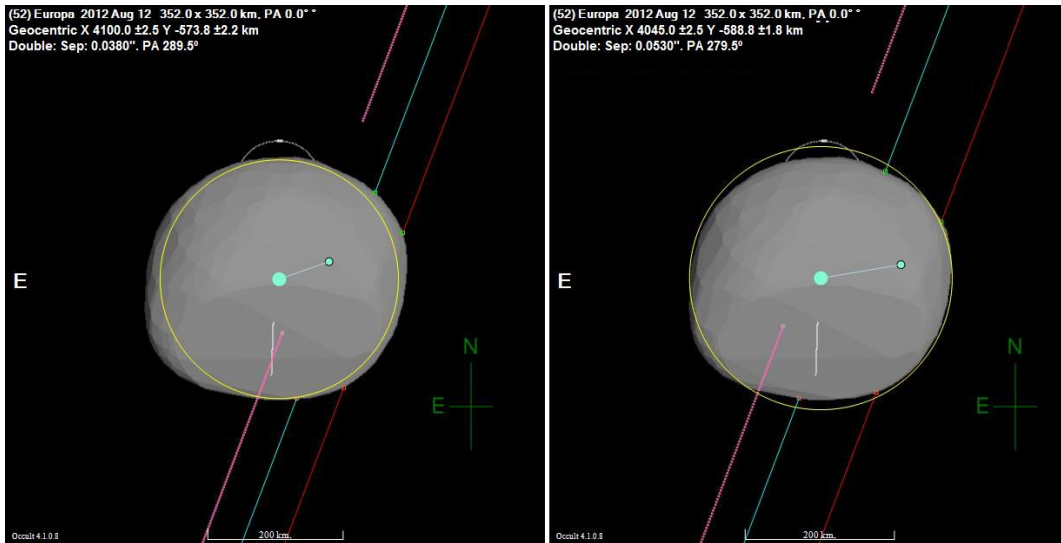 (52) Europa 2012 Aug 12 352.0 x 352.0 km, PA 0.0° °
Geocentric X 4100.0 ±2.5 Y -573.8 ±2.2 km
Double: Sep: 0.0380". PA 289.5º
E
N
E
Occult 4.1.0.8
200 km.
(52) Europa 2012 Aug 12 352.0 x 352.0 km, PA 0.0° °
Geocentric X 4045.0 ±2.5 Y -588.8 ±1.8 km
Double: Sep: 0.0530". PA 279.5º
E
N
E
Occult 4.1.0.8
200 km.